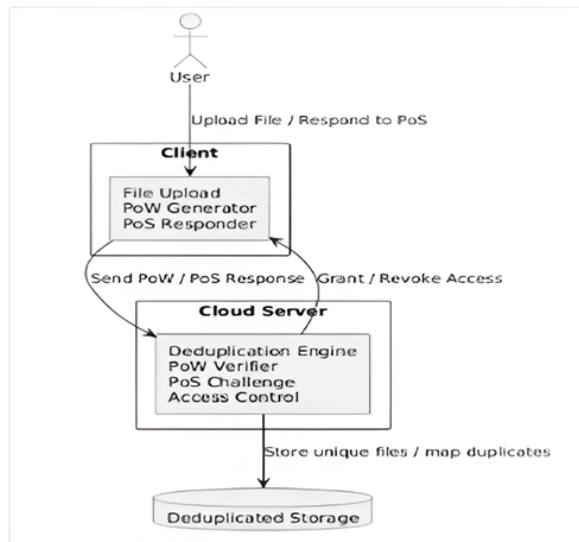 User
Upload File / Respond to PoS
Client
File Upload
PoW Generator
PoS Responder
Send PoW / PoS Response
Grant / Revoke Access
Cloud Server
Deduplication Engine
PoW Verifier
PoS Challenge
Access Control
Store unique files / map duplicates
Deduplicated Storage